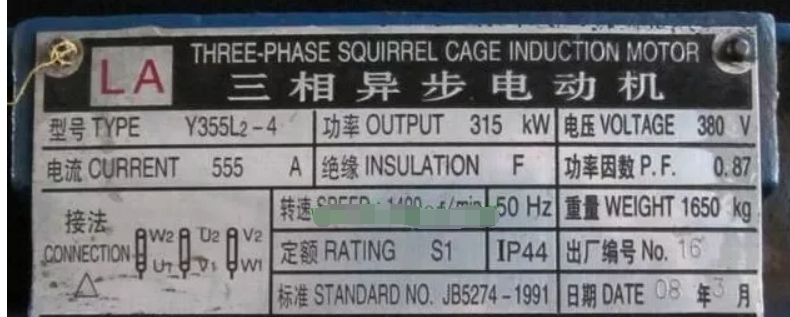 LA THREE-PHASE SQUIRREL CAGE INDUCTION MOTOR
三相异步电动机
型号 TYPE Y355L2-4 功率 OUTPUT 315 kW 电压 VOLTAGE 380 V
电流 CURRENT 555 A 绝缘 INSULATION F 功率因数 P.F. 0.87
转速 50 Hz 重量 WEIGHT 1650 kg
接法
CONNECTION
W2 U2 V2
U1 V1 W1
△
定额 RATING S1 IP44 出厂编号 No. 16
标准 STANDARD NO. JB5274-1991 日期 DATE 08 年 3 月